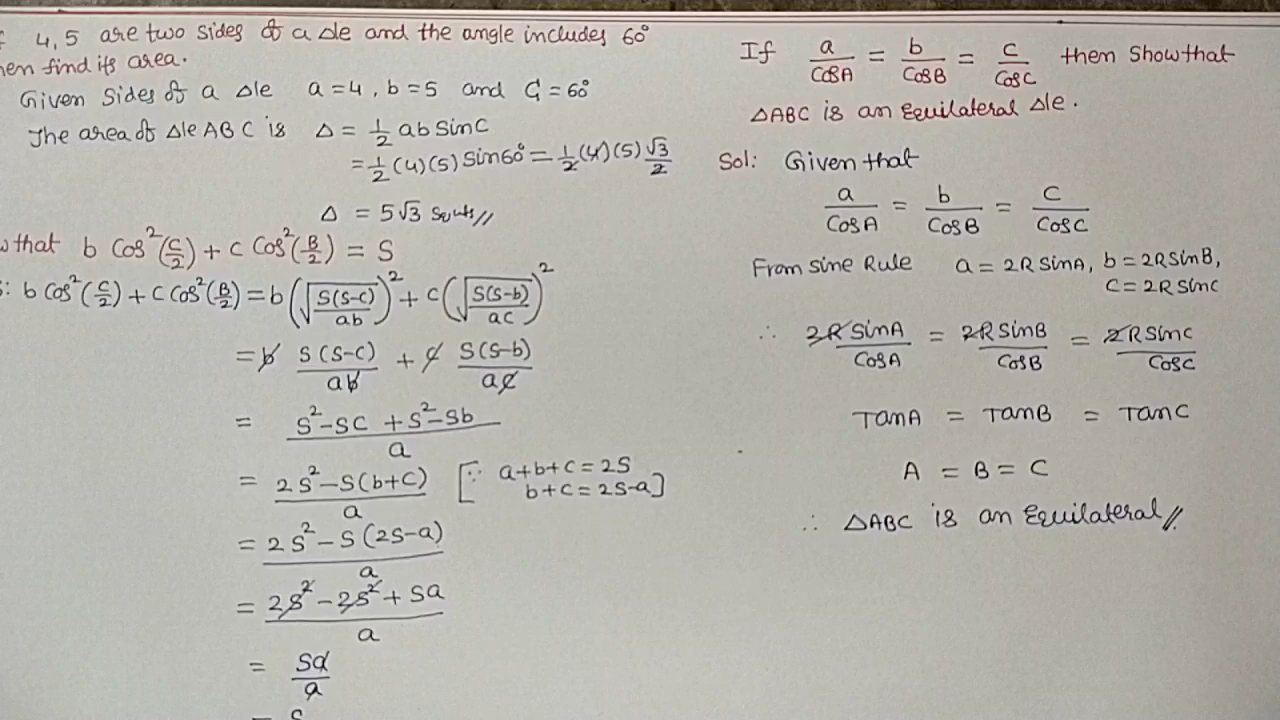 4, 5 are two sides of a Δle and the angle includes 60°
find its area.
Given Sides of a Δle a = 4, b = 5 and C = 60°
The area of Δle ABC is Δ = 1/2 ab SinC
= 1/2 (4)(5) Sin60° = 1/2 (4)(5) √3/2
Δ = 5√3 Squnits //
that b Cos²(C/2) + c Cos²(B/2) = S
: b Cos²(C/2) + c Cos²(B/2) = b(√(S(S-c)/ab))² + c(√(S(S-b)/ac))²
= b S(S-c)/ab + c S(S-b)/ac
= (S²-SC + S²-Sb)/a
= (2S²-S(b+c))/a [∵ a+b+c = 2S
b+c = 2S-a]
= (2S²-S(2S-a))/a
= (2S²-2S²+Sa)/a
= Sa/a
= S
If a/CosA = b/CosB = c/CosC then Show that
ΔABC is an Equilateral Δle.
Sol: Given that
a/CosA = b/CosB = c/CosC
From Sine Rule a = 2R SinA, b = 2R SinB,
c = 2R Sinc
∴ 2R SinA/CosA = 2R SinB/CosB = 2R Sinc/CosC
TanA = TanB = TanC
A = B = C
∴ ΔABC is an Equilateral //